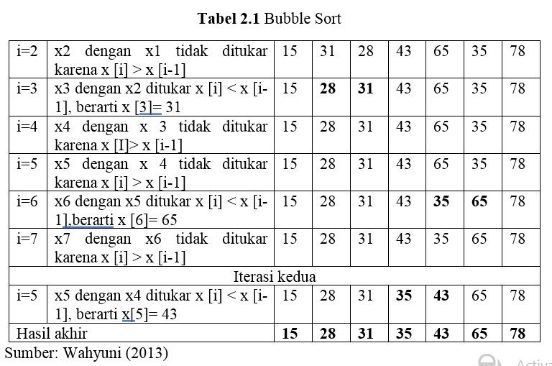 Tabel 2.1 Bubble Sort
i=2 x2 dengan x1 tidak ditukar 15 31 28 43 65 35 78
karena x [i] > x [i-1]
i=3 x3 dengan x2 ditukar x [i] < x [i- 15 28 31 43 65 35 78
1], berarti x [3]= 31
i=4 x4 dengan x 3 tidak ditukar 15 28 31 43 65 35 78
karena x [I]> x [i-1]
i=5 x5 dengan x 4 tidak ditukar 15 28 31 43 65 35 78
karena x [i] > x [i-1]
i=6 x6 dengan x5 ditukar x [i] < x [i- 15 28 31 43 35 65 78
1],berarti x [6]= 65
i=7 x7 dengan x6 tidak ditukar 15 28 31 43 35 65 78
karena x [i] > x [i-1]
Iterasi kedua
i=5 x5 dengan x4 ditukar x [i] < x [i- 15 28 31 35 43 65 78
1], berarti x[5]= 43
Hasil akhir 15 28 31 35 43 65 78
Sumber: Wahyuni (2013)